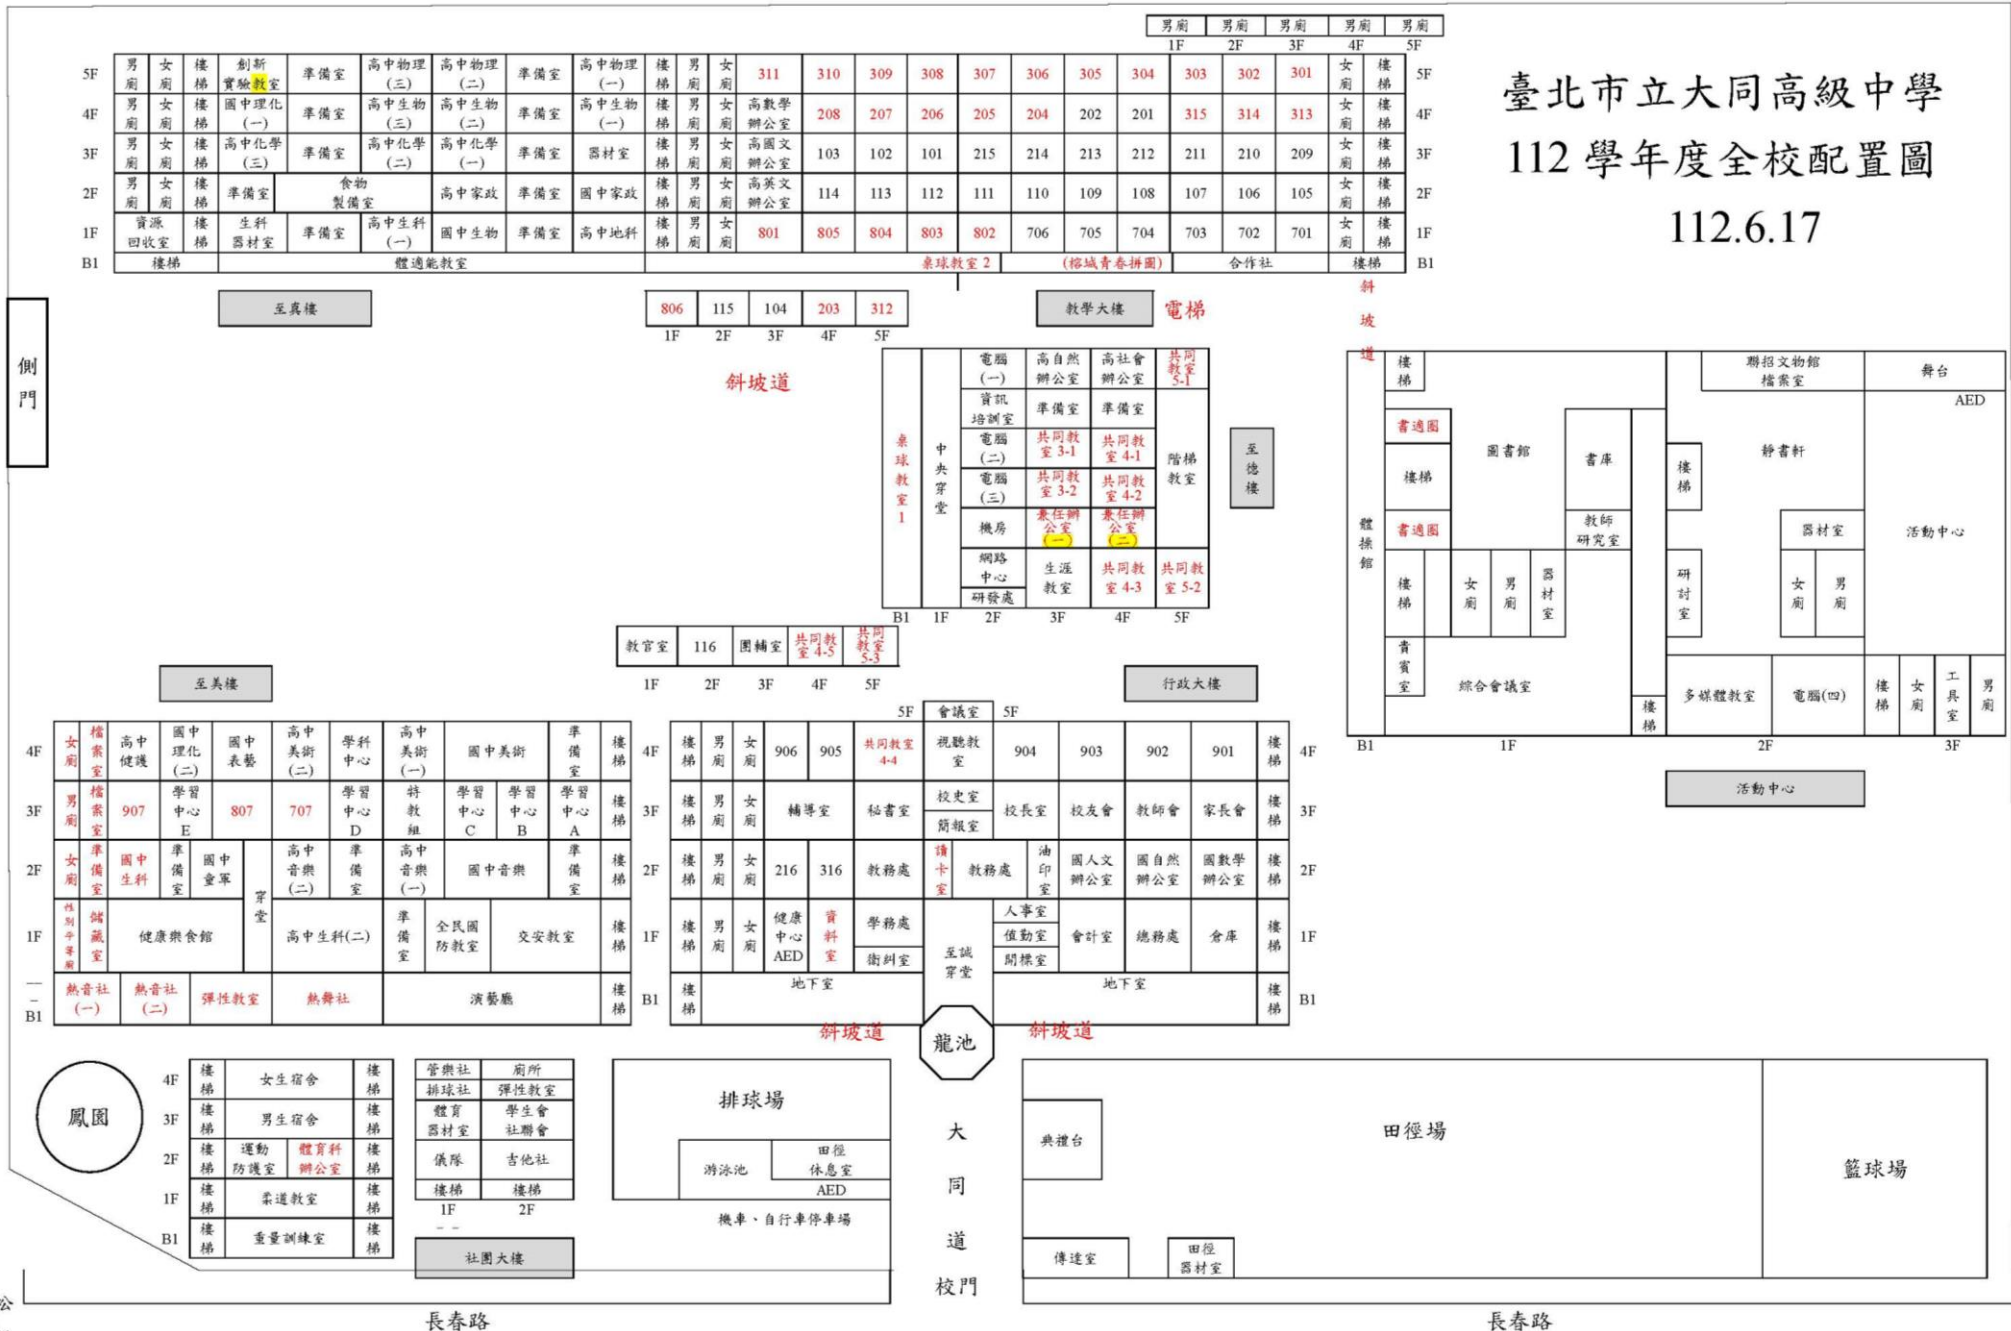 男廁 男廁 男廁 男廁 男廁
1F 2F 3F 4F 5F
臺北市立大同高級中學
112 學年度全校配置圖
112.6.17
5F 男廁 女廁 樓梯 創新實驗教室 準備室 高中物理(三) 高中物理(二) 準備室 高中物理(一) 樓梯 男廁 女廁 311 310 309 308 307 306 305 304 303 302 301 女廁 樓梯 5F
4F 男廁 女廁 樓梯 國中理化(一) 準備室 高中生物(三) 高中生物(二) 準備室 高中生物(一) 樓梯 男廁 女廁 高數學辦公室 208 207 206 205 204 202 201 315 314 313 女廁 樓梯 4F
3F 男廁 女廁 樓梯 高中化學(三) 準備室 高中化學(二) 高中化學(一) 準備室 器材室 樓梯 男廁 女廁 高國文辦公室 103 102 101 215 214 213 212 211 210 209 女廁 樓梯 3F
2F 男廁 女廁 樓梯 準備室 食物製備室 高中家政 準備室 國中家政 樓梯 男廁 女廁 高英文辦公室 114 113 112 111 110 109 108 107 106 105 女廁 樓梯 2F
1F 資源回收室 樓梯 生科器材室 準備室 高中生科(一) 國中生物 準備室 高中地科 樓梯 男廁 女廁 801 805 804 803 802 706 705 704 703 702 701 女廁 樓梯 1F
B1 樓梯 體適能教室 桌球教室 2 (榕城青春拼圖) 合作社 樓梯 B1
至真樓
806 115 104 203 312
1F 2F 3F 4F 5F
教學大樓 電梯
斜坡道
斜坡道
側門
桌球教室 1
中央穿堂
電腦(一) 高自然辦公室 高社會辦公室 共同教室 5-1
資訊培訓室 準備室 準備室
電腦(二) 共同教室 3-1 共同教室 4-1 階梯教室
電腦(三) 共同教室 3-2 共同教室 4-2
機房 兼任辦公室(一) 兼任辦公室(二)
網路中心 生涯教室 共同教室 4-3 共同教室 5-2
研發處
B1 1F 2F 3F 4F 5F
至德樓
體操館
樓梯 聯招文物館檔案室 舞台
AED
書適圈 圖書館 書庫 樓梯 靜書軒
樓梯
書適圈 教師研究室 器材室 活動中心
樓梯 女廁 男廁 器材室 研討室 女廁 男廁
貴賓室 綜合會議室 樓梯 多媒體教室 電腦(四) 樓梯 女廁 工具室 男廁
B1 1F 2F 3F
活動中心
教官室 116 團輔室 共同教室 4-5 共同教室 5-3
1F 2F 3F 4F 5F
至美樓
行政大樓
4F 女廁 檔案室 高中健護 國中理化(二) 國中表藝 高中美術(二) 學科中心 高中美術(一) 國中美術 準備室 樓梯 4F
3F 男廁 檔案室 907 學習中心E 807 707 學習中心D 特教組 學習中心C 學習中心B 學習中心A 樓梯 3F
2F 女廁 準備室 國中生科 準備室 國中童軍 穿堂 高中音樂(二) 準備室 高中音樂(一) 國中音樂 準備室 樓梯 2F
1F 性別平等廁 儲藏室 健康樂食館 高中生科(二) 準備室 全民國防教室 交安教室 樓梯 1F
B1 熱音社(一) 熱音社(二) 彈性教室 熱舞社 演藝廳 樓梯 B1
5F 會議室 5F
樓梯 男廁 女廁 906 905 共同教室 4-4 視聽教室 904 903 902 901 樓梯 4F
樓梯 男廁 女廁 輔導室 秘書室 校史室 簡報室 校長室 校友會 教師會 家長會 樓梯 3F
樓梯 男廁 女廁 216 316 教務處 讀卡室 教務處 油印室 國人文辦公室 國自然辦公室 國數學辦公室 樓梯 2F
樓梯 男廁 女廁 健康中心AED 資料室 學務處 衛糾室 至誠穿堂 人事室 值勤室 開標室 會計室 總務處 倉庫 樓梯 1F
樓梯 地下室 地下室 樓梯 B1
斜坡道 龍池 斜坡道
鳳園
4F 樓梯 女生宿舍 樓梯
3F 樓梯 男生宿舍 樓梯
2F 樓梯 運動防護室 體育科辦公室 樓梯
1F 樓梯 柔道教室 樓梯
B1 樓梯 重量訓練室 樓梯
管樂社 廁所
排球社 彈性教室
體育器材室 學生會社聯會
儀隊 吉他社
樓梯 樓梯
1F 2F
社團大樓
排球場
游泳池 田徑休息室
AED
機車、自行車停車場
大同道
校門
典禮台 田徑場 籃球場
傳達室 田徑器材室
公
長春路 長春路